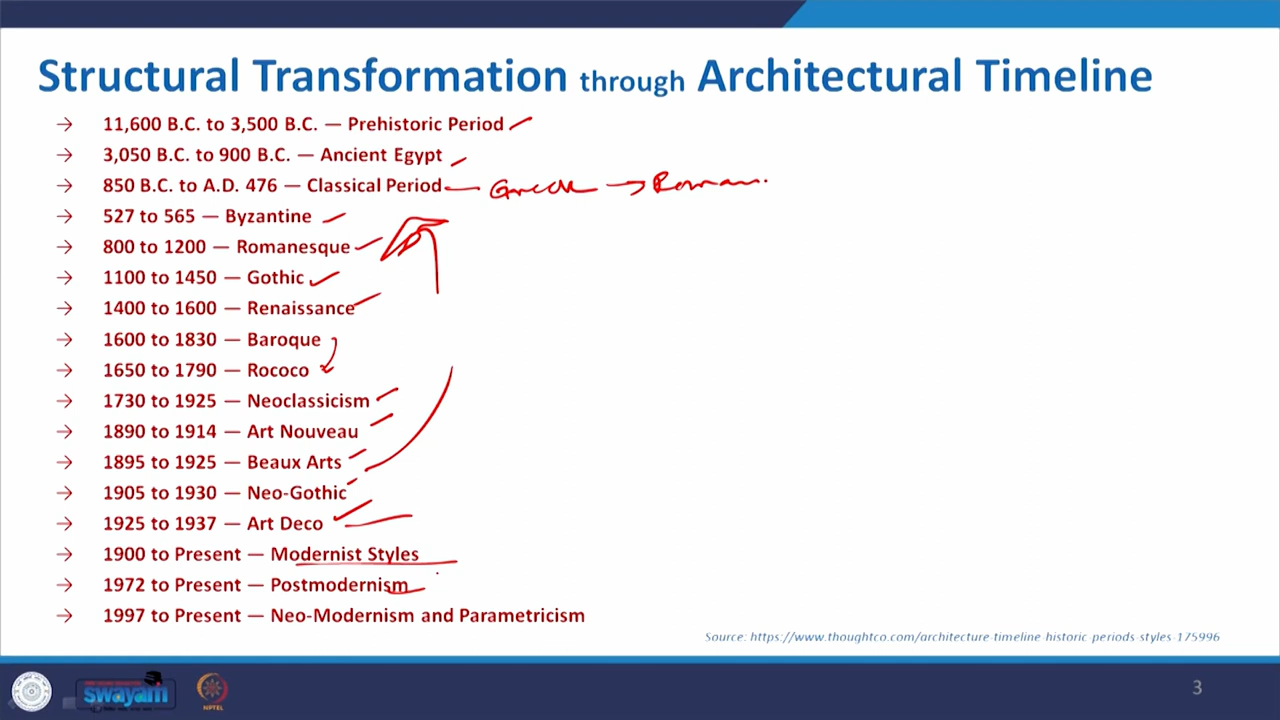 Structural Transformation through Architectural Timeline
→ 11,600 B.C. to 3,500 B.C. — Prehistoric Period
→ 3,050 B.C. to 900 B.C. — Ancient Egypt
→ 850 B.C. to A.D. 476 — Classical Period — Greek → Roman.
→ 527 to 565 — Byzantine
→ 800 to 1200 — Romanesque
→ 1100 to 1450 — Gothic
→ 1400 to 1600 — Renaissance
→ 1600 to 1830 — Baroque
→ 1650 to 1790 — Rococo
→ 1730 to 1925 — Neoclassicism
→ 1890 to 1914 — Art Nouveau
→ 1895 to 1925 — Beaux Arts
→ 1905 to 1930 — Neo-Gothic
→ 1925 to 1937 — Art Deco
→ 1900 to Present — Modernist Styles
→ 1972 to Present — Postmodernism
→ 1997 to Present — Neo-Modernism and Parametricism
Source: https://www.thoughtco.com/architecture-timeline-historic-periods-styles-175996
swayam
NPTEL
3